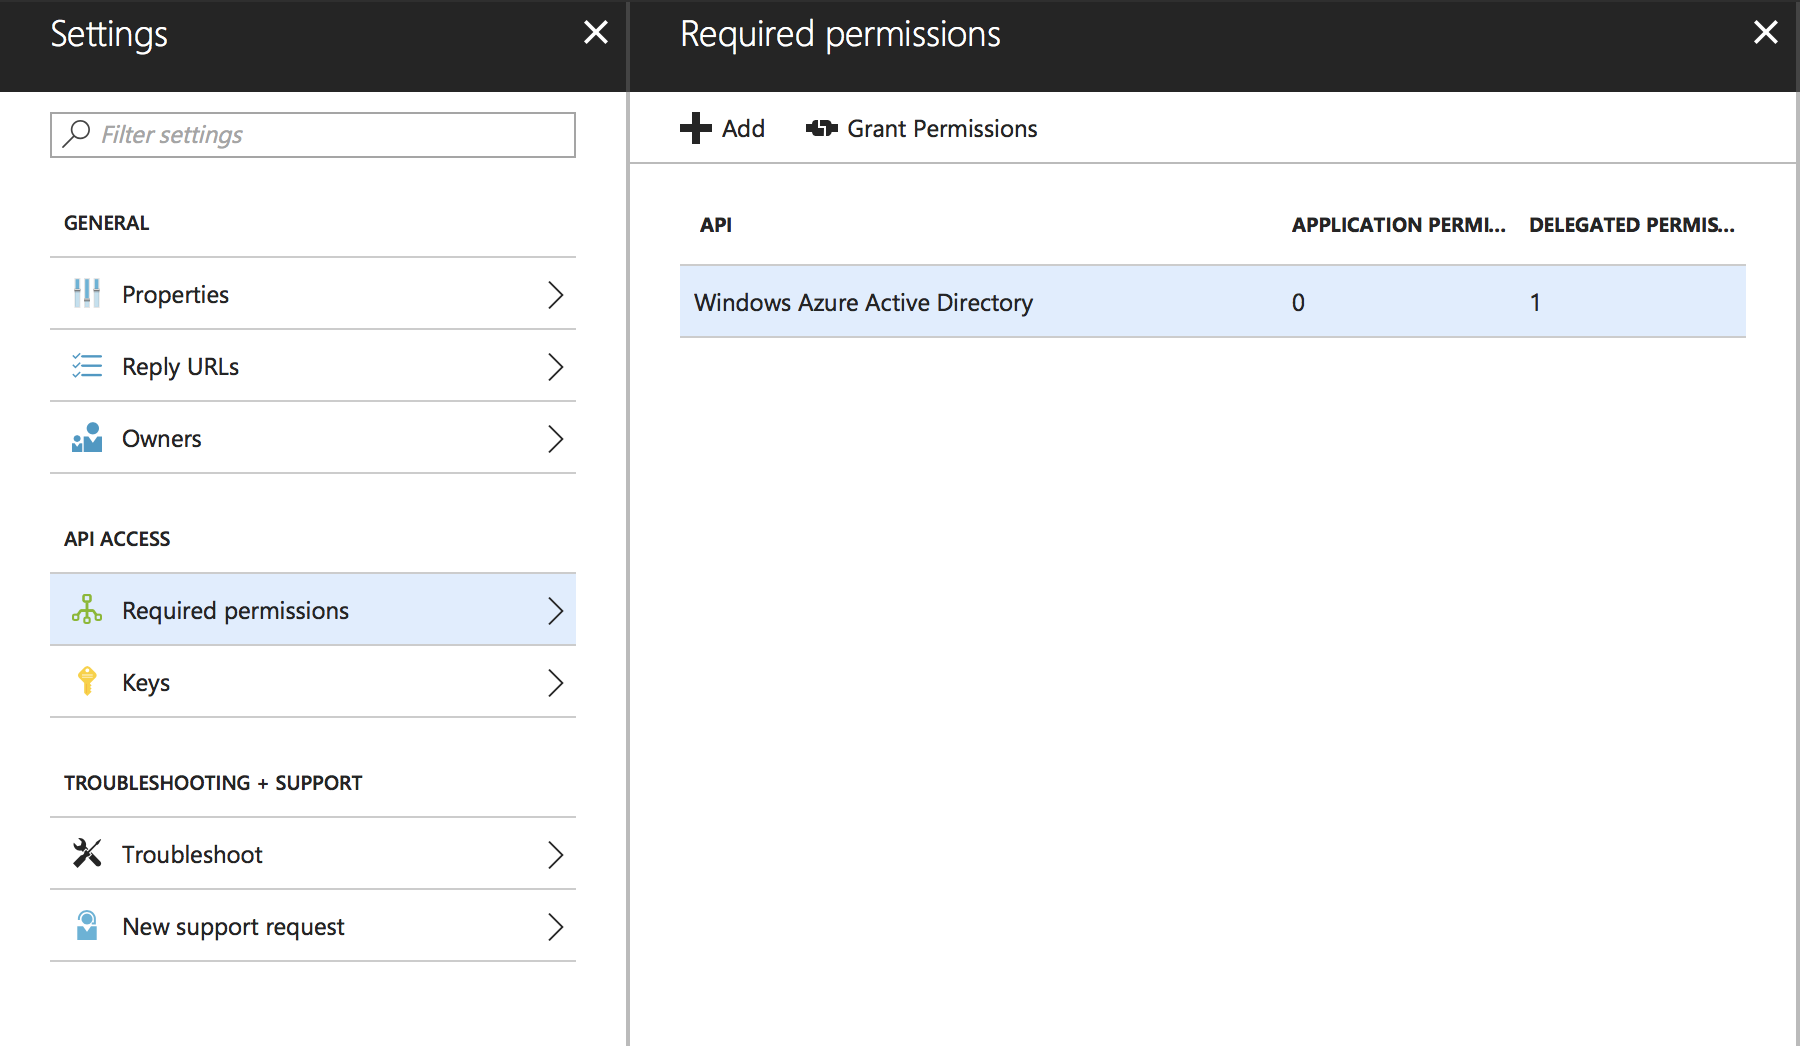 Settings
Filter settings
GENERAL
Properties
Reply URLs
Owners
API ACCESS
Required permissions
Keys
TROUBLESHOOTING + SUPPORT
Troubleshoot
New support request
Required permissions
Add Grant Permissions
API APPLICATION PERMI... DELEGATED PERMIS...
Windows Azure Active Directory 0 1